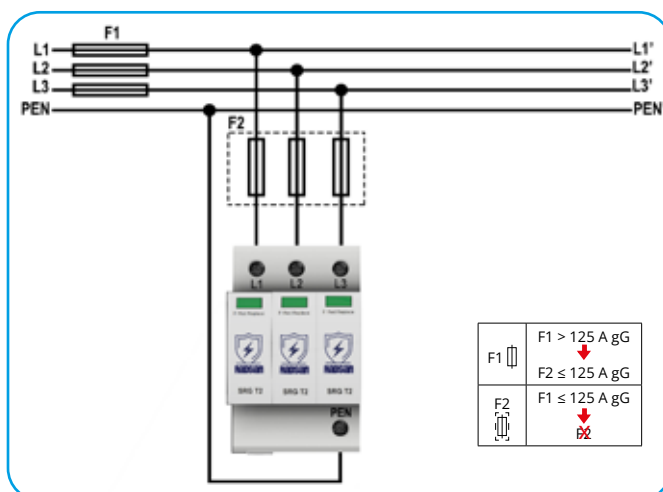 F1
L1
L1'
L2
L2'
L3
L3'
PEN
PEN
F2
L1 L2 L3
SRG T2 SRG T2 SRG T2
PEN
F1
F1 > 125 A gG
F2 ≤ 125 A gG
F2
F1 ≤ 125 A gG
F2